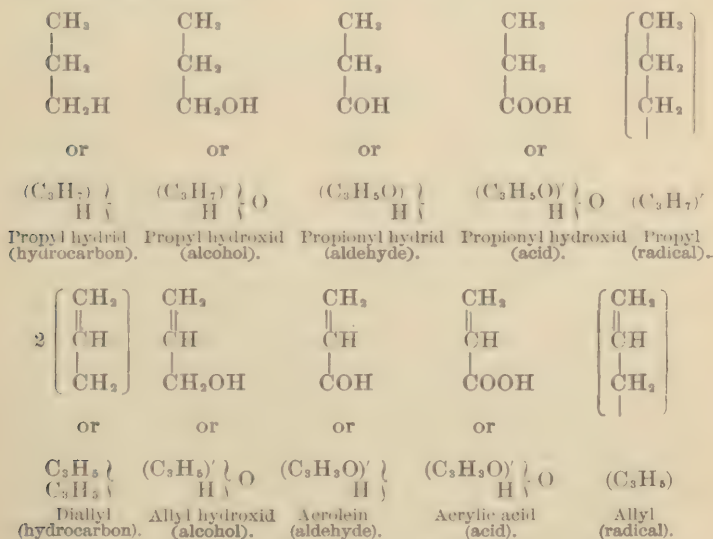 CH₃ CH₃ CH₃ CH₃ CH₃
CH₂ CH₂ CH₂ CH₂ CH₂
CH₂H CH₂OH COH COOH CH₂
or or or or
(C₃H₇) (C₃H₇)′ (C₃H₅O) (C₃H₅O)′ (C₃H₇)′
H H } O H H } O
Propyl hydrid Propyl hydroxid Propionyl hydrid Propionyl hydroxid Propyl
(hydrocarbon). (alcohol). (aldehyde). (acid). (radical).
CH₂ CH₂ CH₂ CH₂ CH₂
2 CH CH CH CH CH
CH₂ CH₂OH COH COOH CH₂
or or or or
C₃H₅ (C₃H₅)′ (C₃H₃O)′ (C₃H₃O)′ (C₃H₅)
C₃H₅ H } O H H } O
Diallyl Allyl hydroxid Acrolein Acrylic acid Allyl
(hydrocarbon). (alcohol). (aldehyde). (acid). (radical).